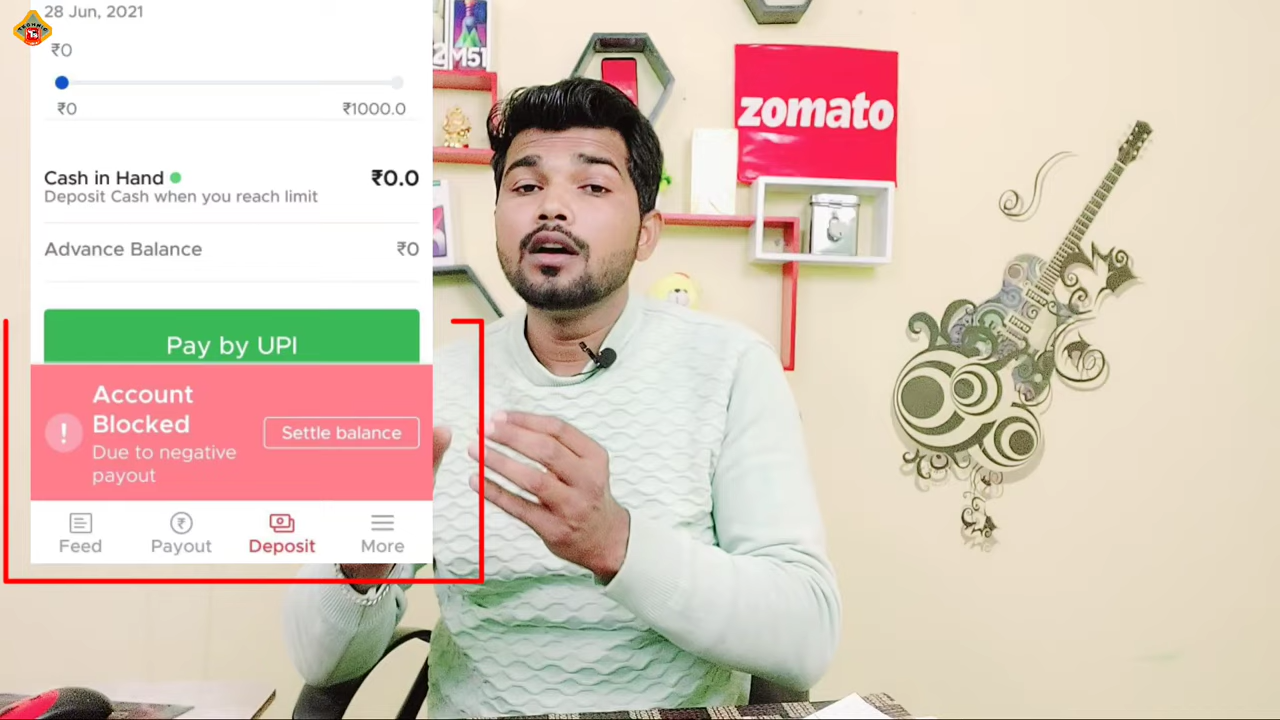 28 Jun, 2021
₹0
₹0 ₹1000.0
Cash in Hand ₹0.0
Deposit Cash when you reach limit
Advance Balance ₹0
Pay by UPI
Account
Blocked
Settle balance
Due to negative
payout
Feed Payout Deposit More
M51
zomato